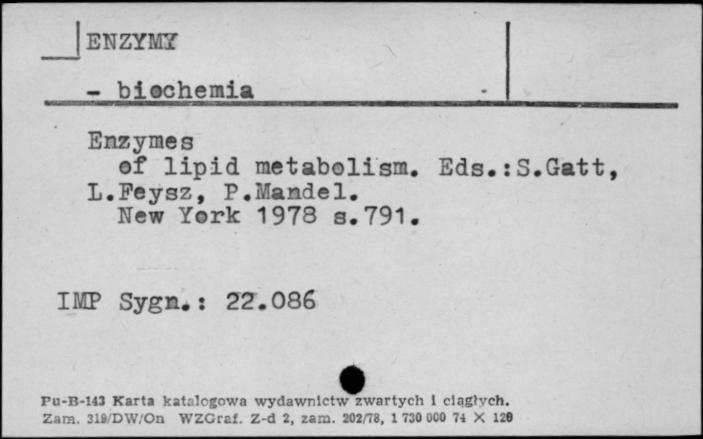 ENZYMY
- biochemia
Enzymes
of lipid metabolism. Eds.:S.Gatt,
L.Feysz, P.Mandel.
New York 1978 s.791.
IMP Sygn.: 22.086
Pu-B-143 Karta katalogowa wydawnictw zwartych i ciągłych.
Zam. 319/DW/On WZGraf. Z-d 2, zam. 202/78, 1 730 000 74 X 120